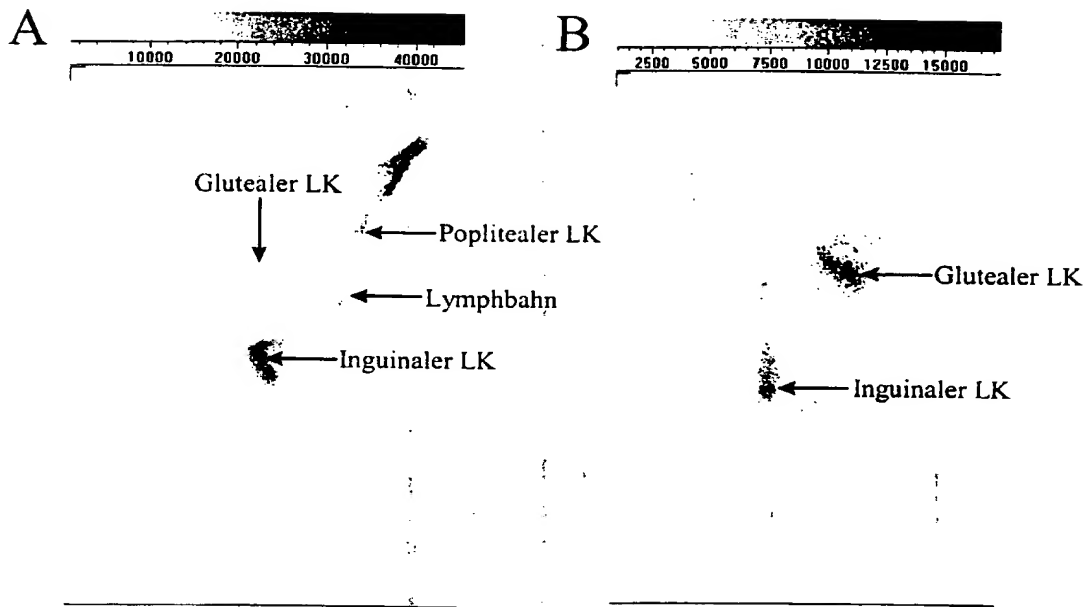 A
10000 20000 30000 40000
Glutealer LK
Poplitealer LK
Lymphbahn
Inguinaler LK
B
2500 5000 7500 10000 12500 15000
Glutealer LK
Inguinaler LK